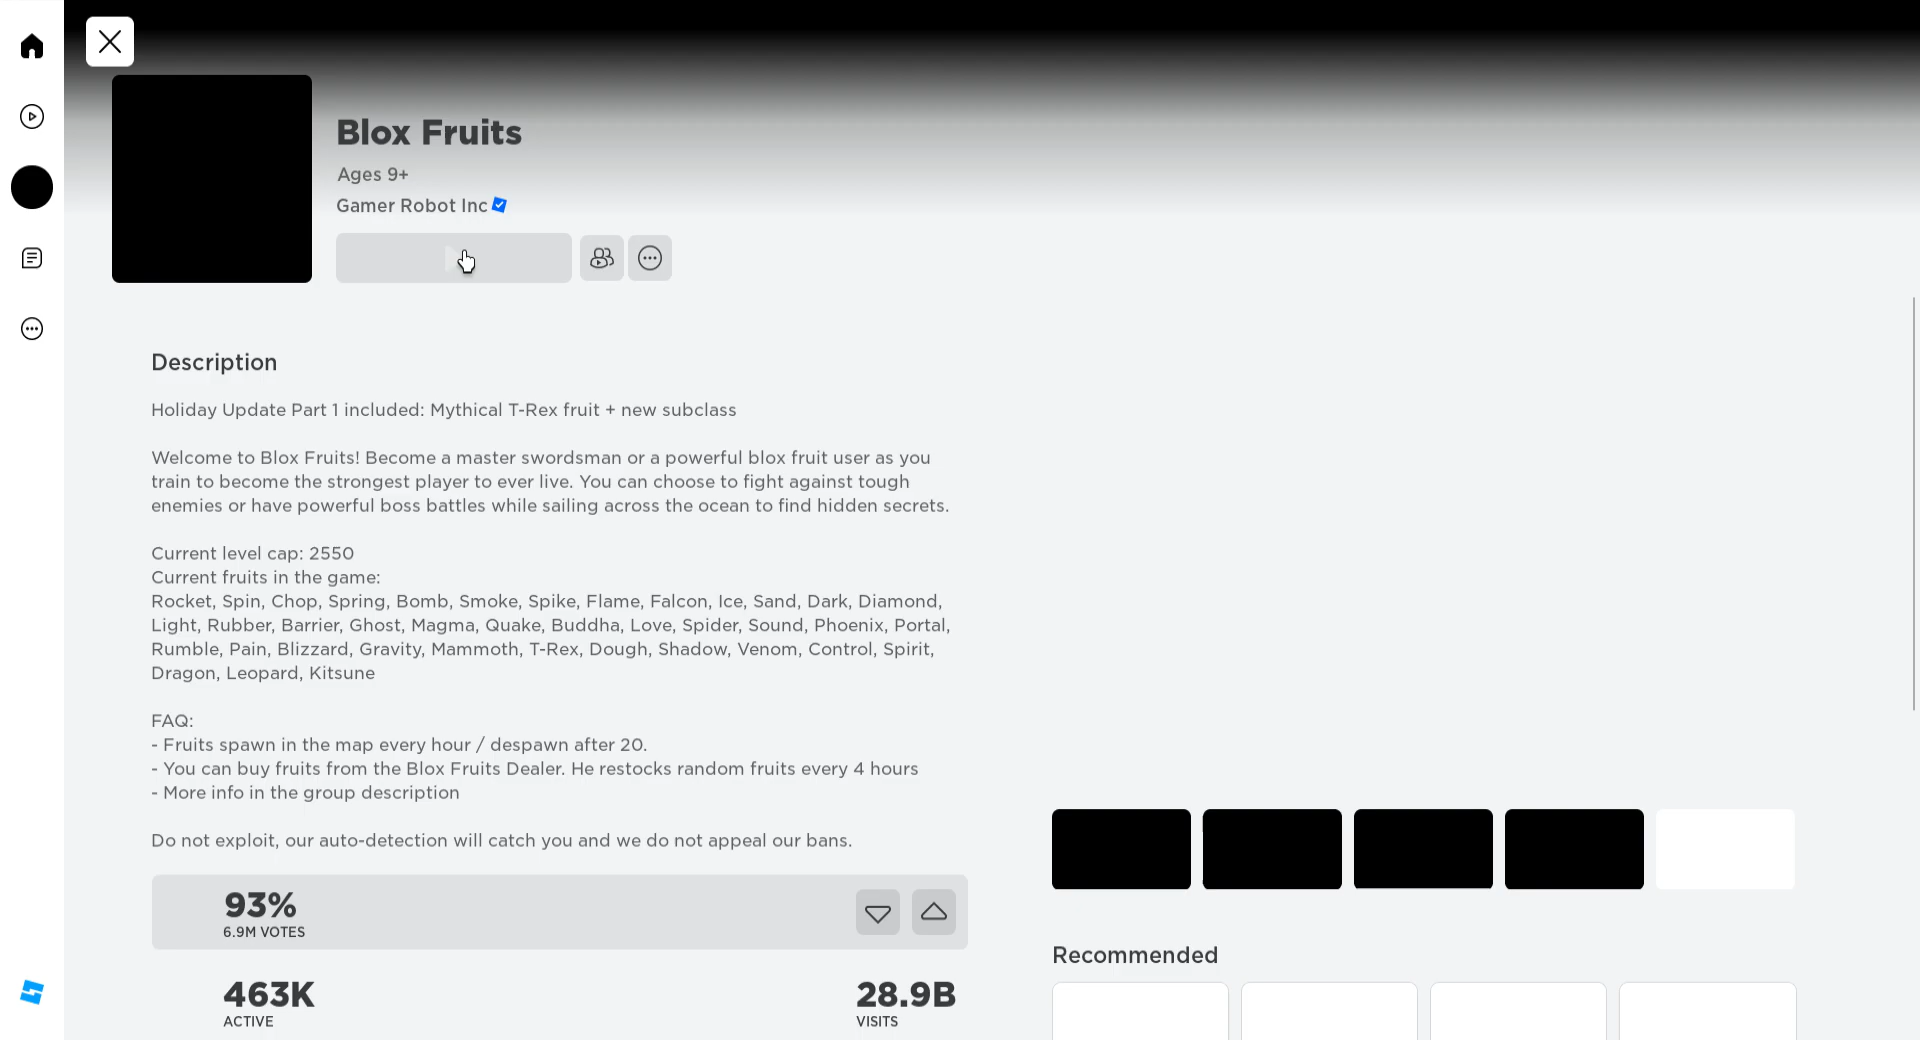 Blox Fruits
Ages 9+
Gamer Robot Inc
Description
Holiday Update Part 1 included: Mythical T-Rex fruit + new subclass
Welcome to Blox Fruits! Become a master swordsman or a powerful blox fruit user as you
train to become the strongest player to ever live. You can choose to fight against tough
enemies or have powerful boss battles while sailing across the ocean to find hidden secrets.
Current level cap: 2550
Current fruits in the game:
Rocket, Spin, Chop, Spring, Bomb, Smoke, Spike, Flame, Falcon, Ice, Sand, Dark, Diamond,
Light, Rubber, Barrier, Ghost, Magma, Quake, Buddha, Love, Spider, Sound, Phoenix, Portal,
Rumble, Pain, Blizzard, Gravity, Mammoth, T-Rex, Dough, Shadow, Venom, Control, Spirit,
Dragon, Leopard, Kitsune
FAQ:
- Fruits spawn in the map every hour / despawn after 20.
- You can buy fruits from the Blox Fruits Dealer. He restocks random fruits every 4 hours
- More info in the group description
Do not exploit, our auto-detection will catch you and we do not appeal our bans.
93%
6.9M VOTES
463K
ACTIVE
28.9B
VISITS
Recommended